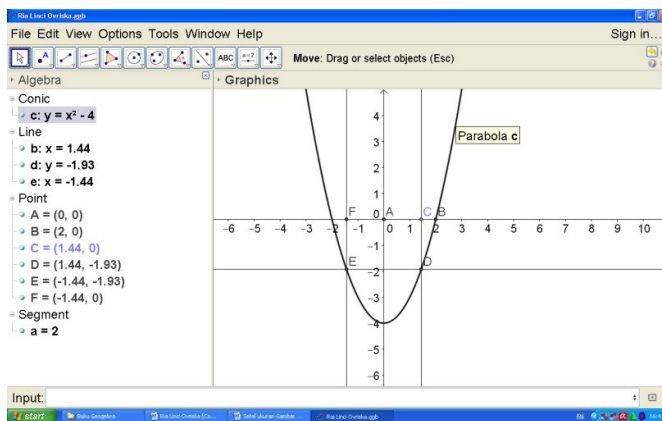 Ria Linci Ovriska.ggb
File Edit View Options Tools Window Help Sign in...
ABC a=2 Move: Drag or select objects (Esc)
Algebra
Graphics
Conic
c: y = x² - 4
Line
b: x = 1.44
d: y = -1.93
e: x = -1.44
Point
A = (0, 0)
B = (2, 0)
C = (1.44, 0)
D = (1.44, -1.93)
E = (-1.44, -1.93)
F = (-1.44, 0)
Segment
a = 2
4
Parabola c
3
2
1
0 F A C B
-6 -5 -4 -3 -2 -1 0 1 2 3 4 5 6 7 8 9 10
-1
E D
-2
-3
-4
-5
-6
Input:
start Buku Geogebra Ria Linci Ovriska [Co... Setel ukuran Gambar ... Ria Linci Ovriska.ggb EN